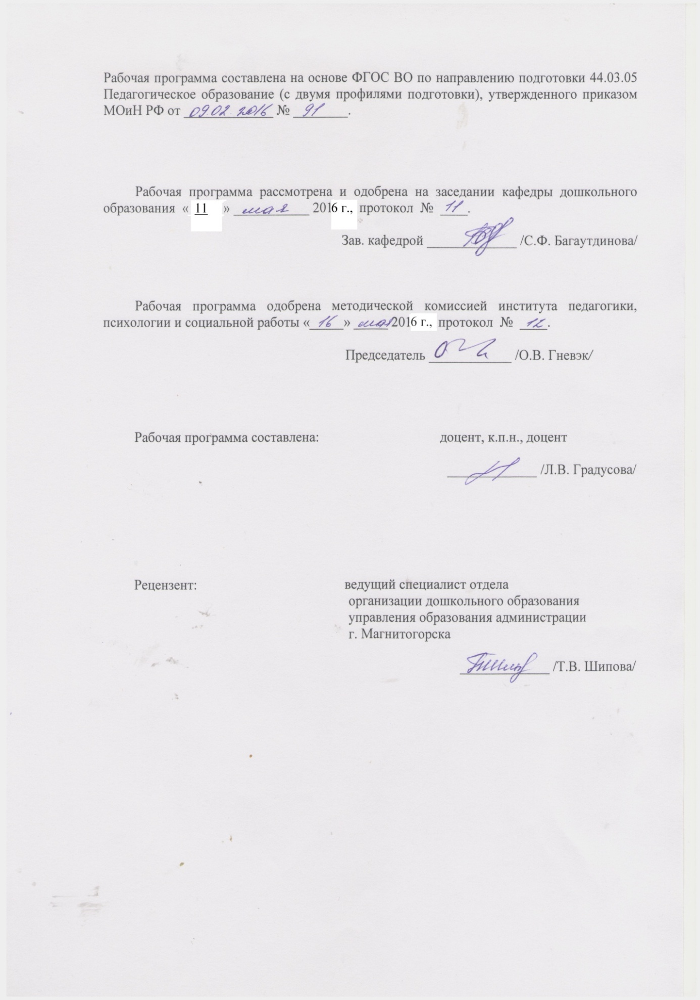 Рабочая программа составлена на основе ФГОС ВО по направлению подготовки 44.03.05
Педагогическое образование (с двумя профилями подготовки), утвержденного приказом
МОиН РФ от 09.02.2016 № 91.
Рабочая программа рассмотрена и одобрена на заседании кафедры дошкольного
образования « 11 » мая 2016 г., протокол № 11.
Зав. кафедрой /С.Ф. Багаутдинова/
Рабочая программа одобрена методической комиссией института педагогики,
психологии и социальной работы « 16 » мая 2016 г., протокол № 12.
Председатель /О.В. Гневэк/
Рабочая программа составлена: доцент, к.п.н., доцент
/Л.В. Градусова/
Рецензент: ведущий специалист отдела
организации дошкольного образования
управления образования администрации
г. Магнитогорска
/Т.В. Шипова/